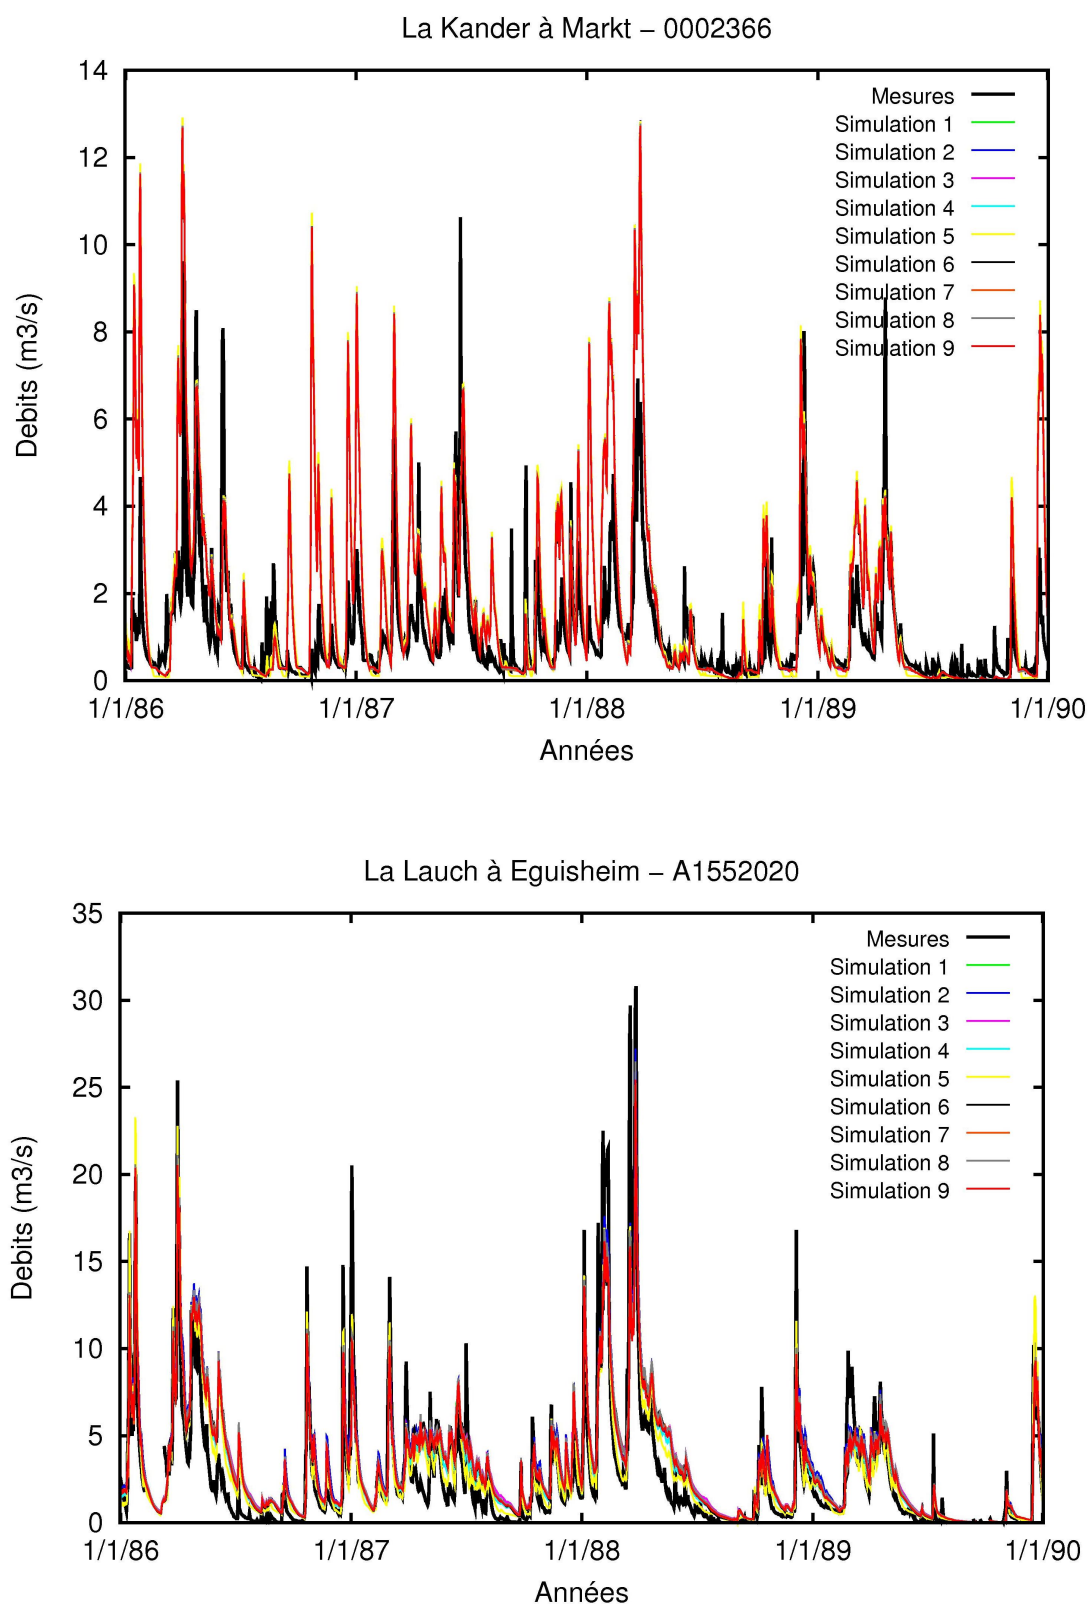 La Kander à Markt – 0002366
14
12
10
8
6
4
2
0
Debits (m3/s)
Mesures
Simulation 1
Simulation 2
Simulation 3
Simulation 4
Simulation 5
Simulation 6
Simulation 7
Simulation 8
Simulation 9
1/1/86 1/1/87 1/1/88 1/1/89 1/1/90
Années
La Lauch à Eguisheim – A1552020
35
30
25
20
15
10
5
0
Debits (m3/s)
Mesures
Simulation 1
Simulation 2
Simulation 3
Simulation 4
Simulation 5
Simulation 6
Simulation 7
Simulation 8
Simulation 9
1/1/86 1/1/87 1/1/88 1/1/89 1/1/90
Années